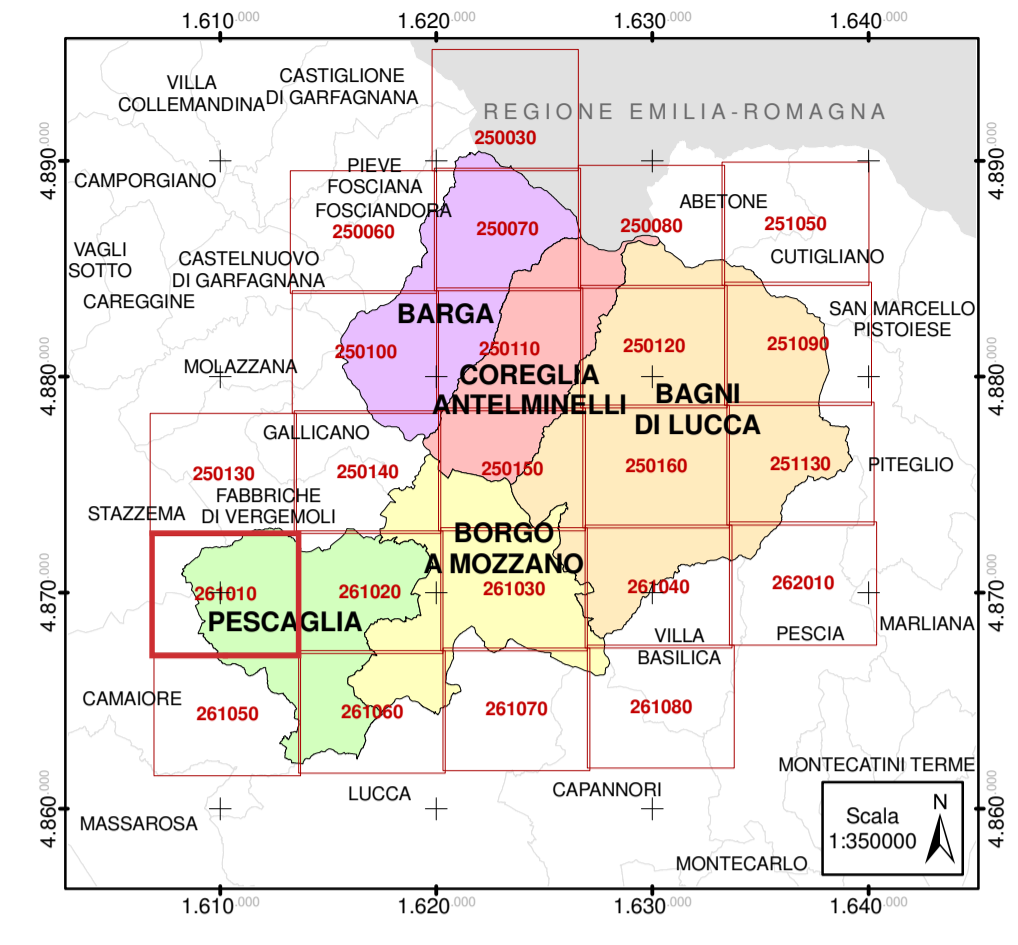 1.610.000 1.620.000 1.630.000 1.640.000
CASTIGLIONE
DI GARFAGNANA
VILLA
COLLEMANDINA
REGIONE EMILIA-ROMAGNA
250030
4.890.000 4.890.000
PIEVE
FOSCIANA
CAMPORGIANO
FOSCIANDORA
ABETONE
250060 250070 250080 251050
VAGLI
SOTTO
CASTELNUOVO
DI GARFAGNANA
CUTIGLIANO
CAREGGINE
BARGA
SAN MARCELLO
PISTOIESE
250100 250110 250120 251090
MOLAZZANA
4.880.000 4.880.000
COREGLIA
ANTELMINELLI
BAGNI
DI LUCCA
GALLICANO
250130 250140 250150 250160 251130
PITEGLIO
FABBRICHE
DI VERGEMOLI
STAZZEMA
BORGO
A MOZZANO
4.870.000 4.870.000
261010 261020 261030 261040 262010
PESCAGLIA
MARLIANA
VILLA
BASILICA
PESCIA
CAMAIORE
261050 261060 261070 261080
MONTECATINI TERME
LUCCA
CAPANNORI
4.860.000 4.860.000
MASSAROSA
MONTECARLO
Scala
1:350000
N
1.610.000 1.620.000 1.630.000 1.640.000